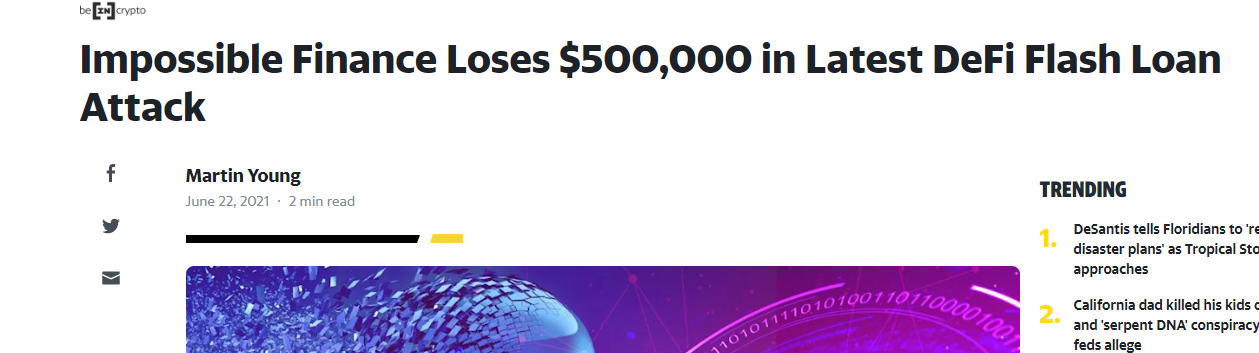 be[IN]crypto
Impossible Finance Loses $500,000 in Latest DeFi Flash Loan
Attack
Martin Young
June 22, 2021 · 2 min read
TRENDING
1. DeSantis tells Floridians to 're
disaster plans' as Tropical Sto
approaches
2. California dad killed his kids
and 'serpent DNA' conspiracy
feds allege